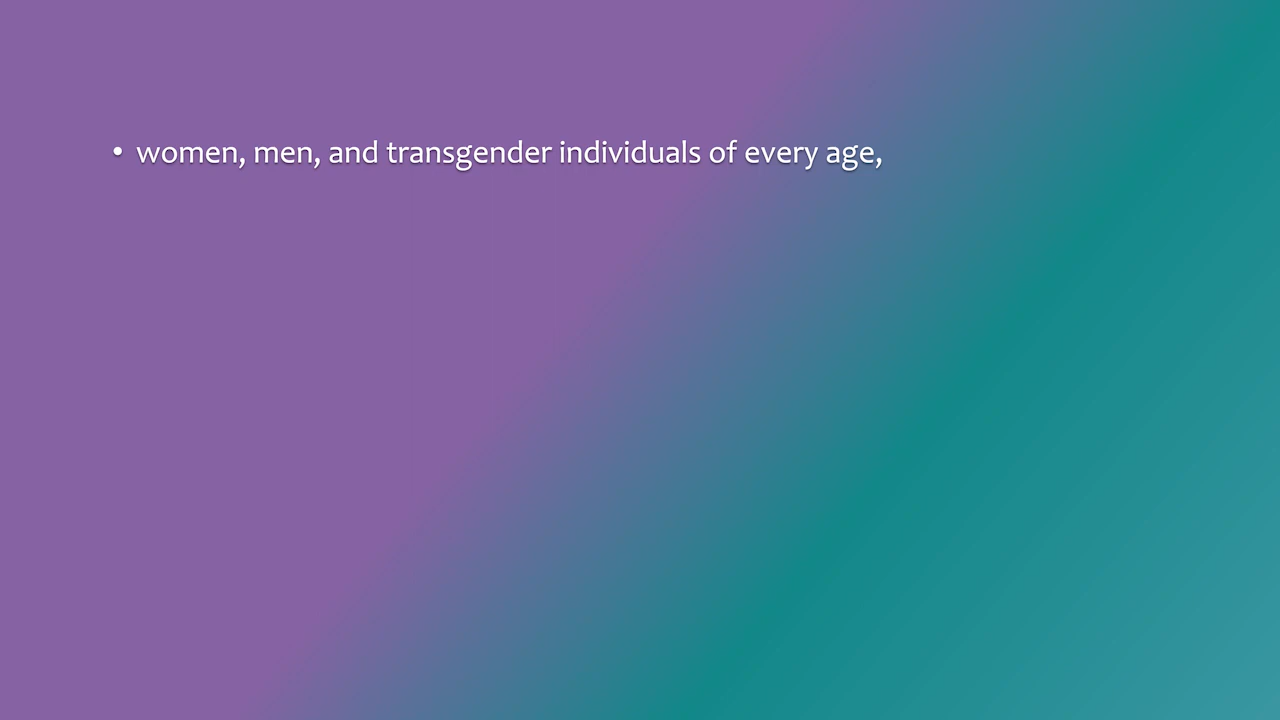 • women, men, and transgender individuals of every age,